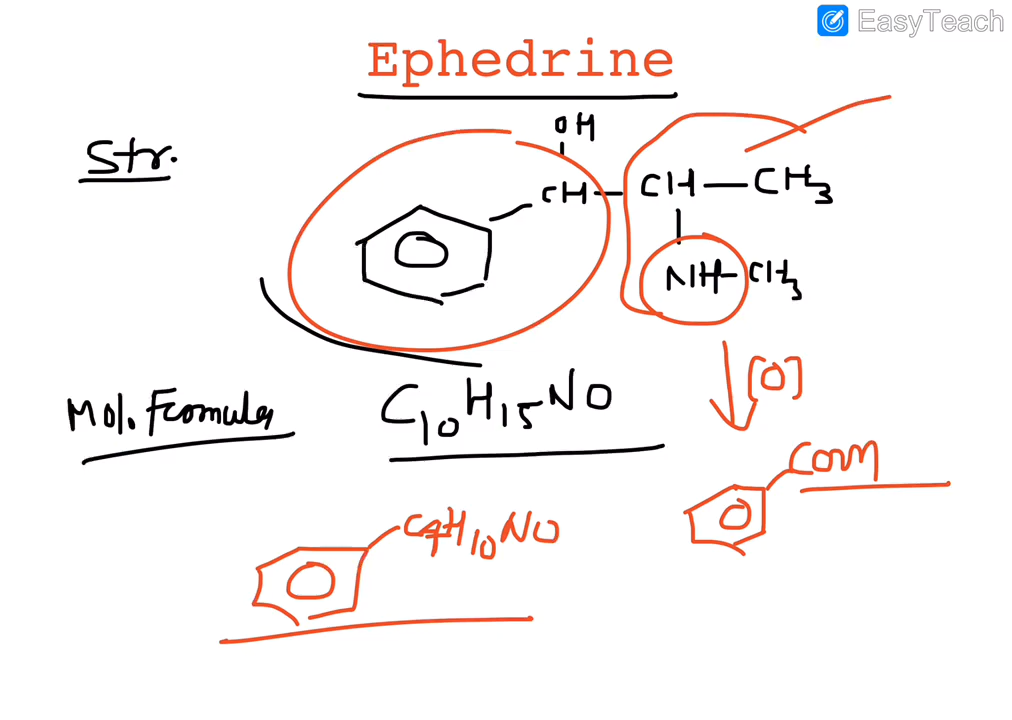 EasyTeach
Ephedrine
Str.
OH
CH - CH - CH3
NH - CH3
[O]
Mol. Formula
C10H15NO
COOH
C4H10NO